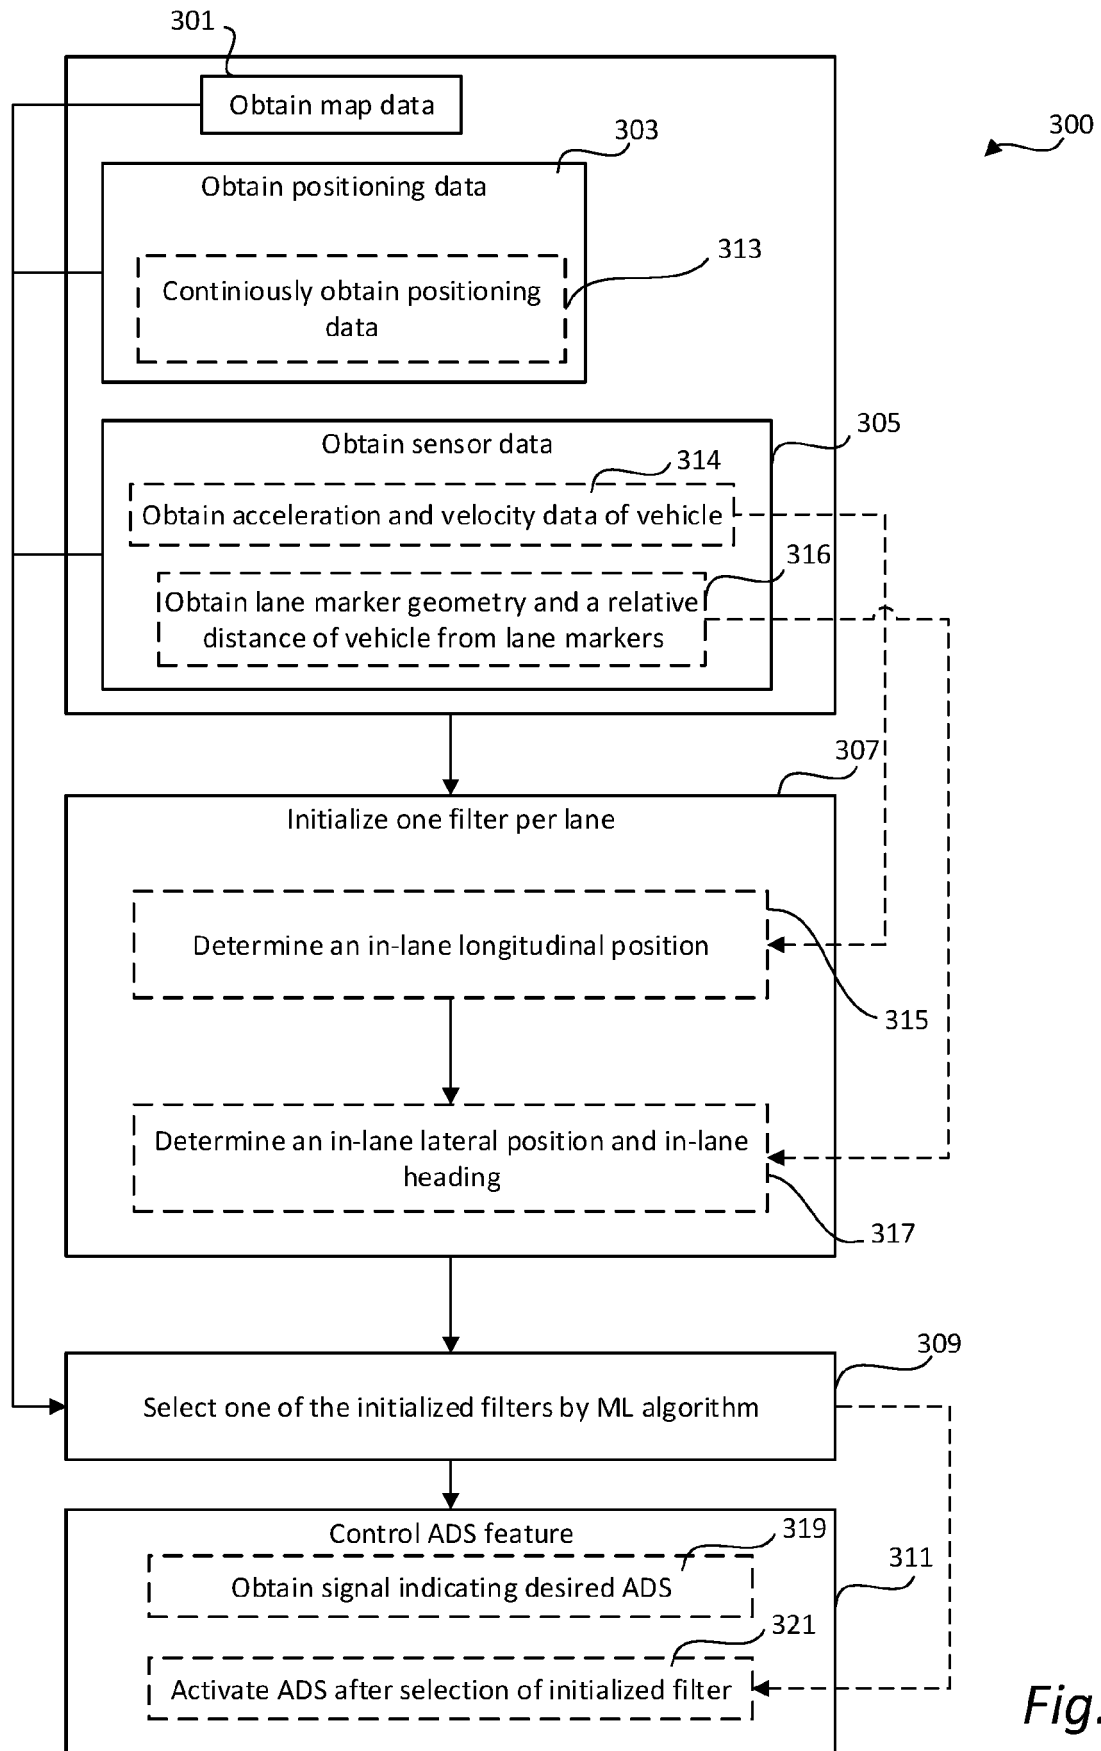 301
Obtain map data
300
303
Obtain positioning data
313
Continiously obtain positioning
data
305
Obtain sensor data
314
Obtain acceleration and velocity data of vehicle
316
Obtain lane marker geometry and a relative
distance of vehicle from lane markers
307
Initialize one filter per lane
Determine an in-lane longitudinal position
315
Determine an in-lane lateral position and in-lane
heading
317
309
Select one of the initialized filters by ML algorithm
Control ADS feature
319
Obtain signal indicating desired ADS
311
321
Activate ADS after selection of initialized filter
Fig.